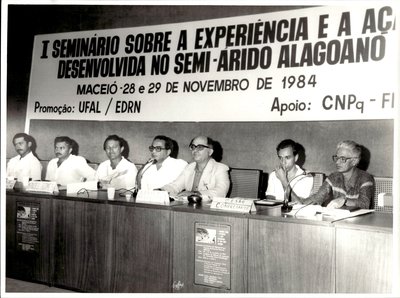 I SEMINÁRIO SOBRE A EXPERIÊNCIA E A AÇ
DESENVOLVIDA NO SEMI-ÁRIDO ALAGOANO
MACEIÓ - 28 e 29 DE NOVEMBRO DE 1984
Promoção: UFAL / EDRN
Apoio: CNPq - FI